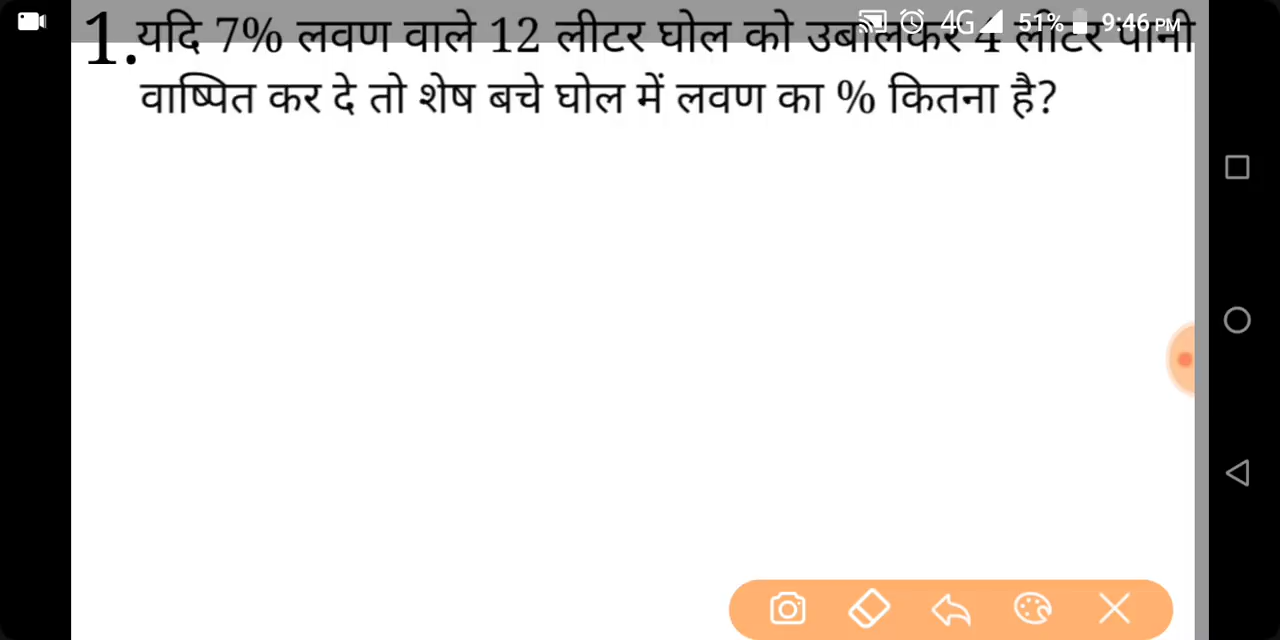 4G 51% 9:46 PM
1. यदि 7% लवण वाले 12 लीटर घोल को उबालकर 4 लीटर पानी
वाष्पित कर दे तो शेष बचे घोल में लवण का % कितना है?